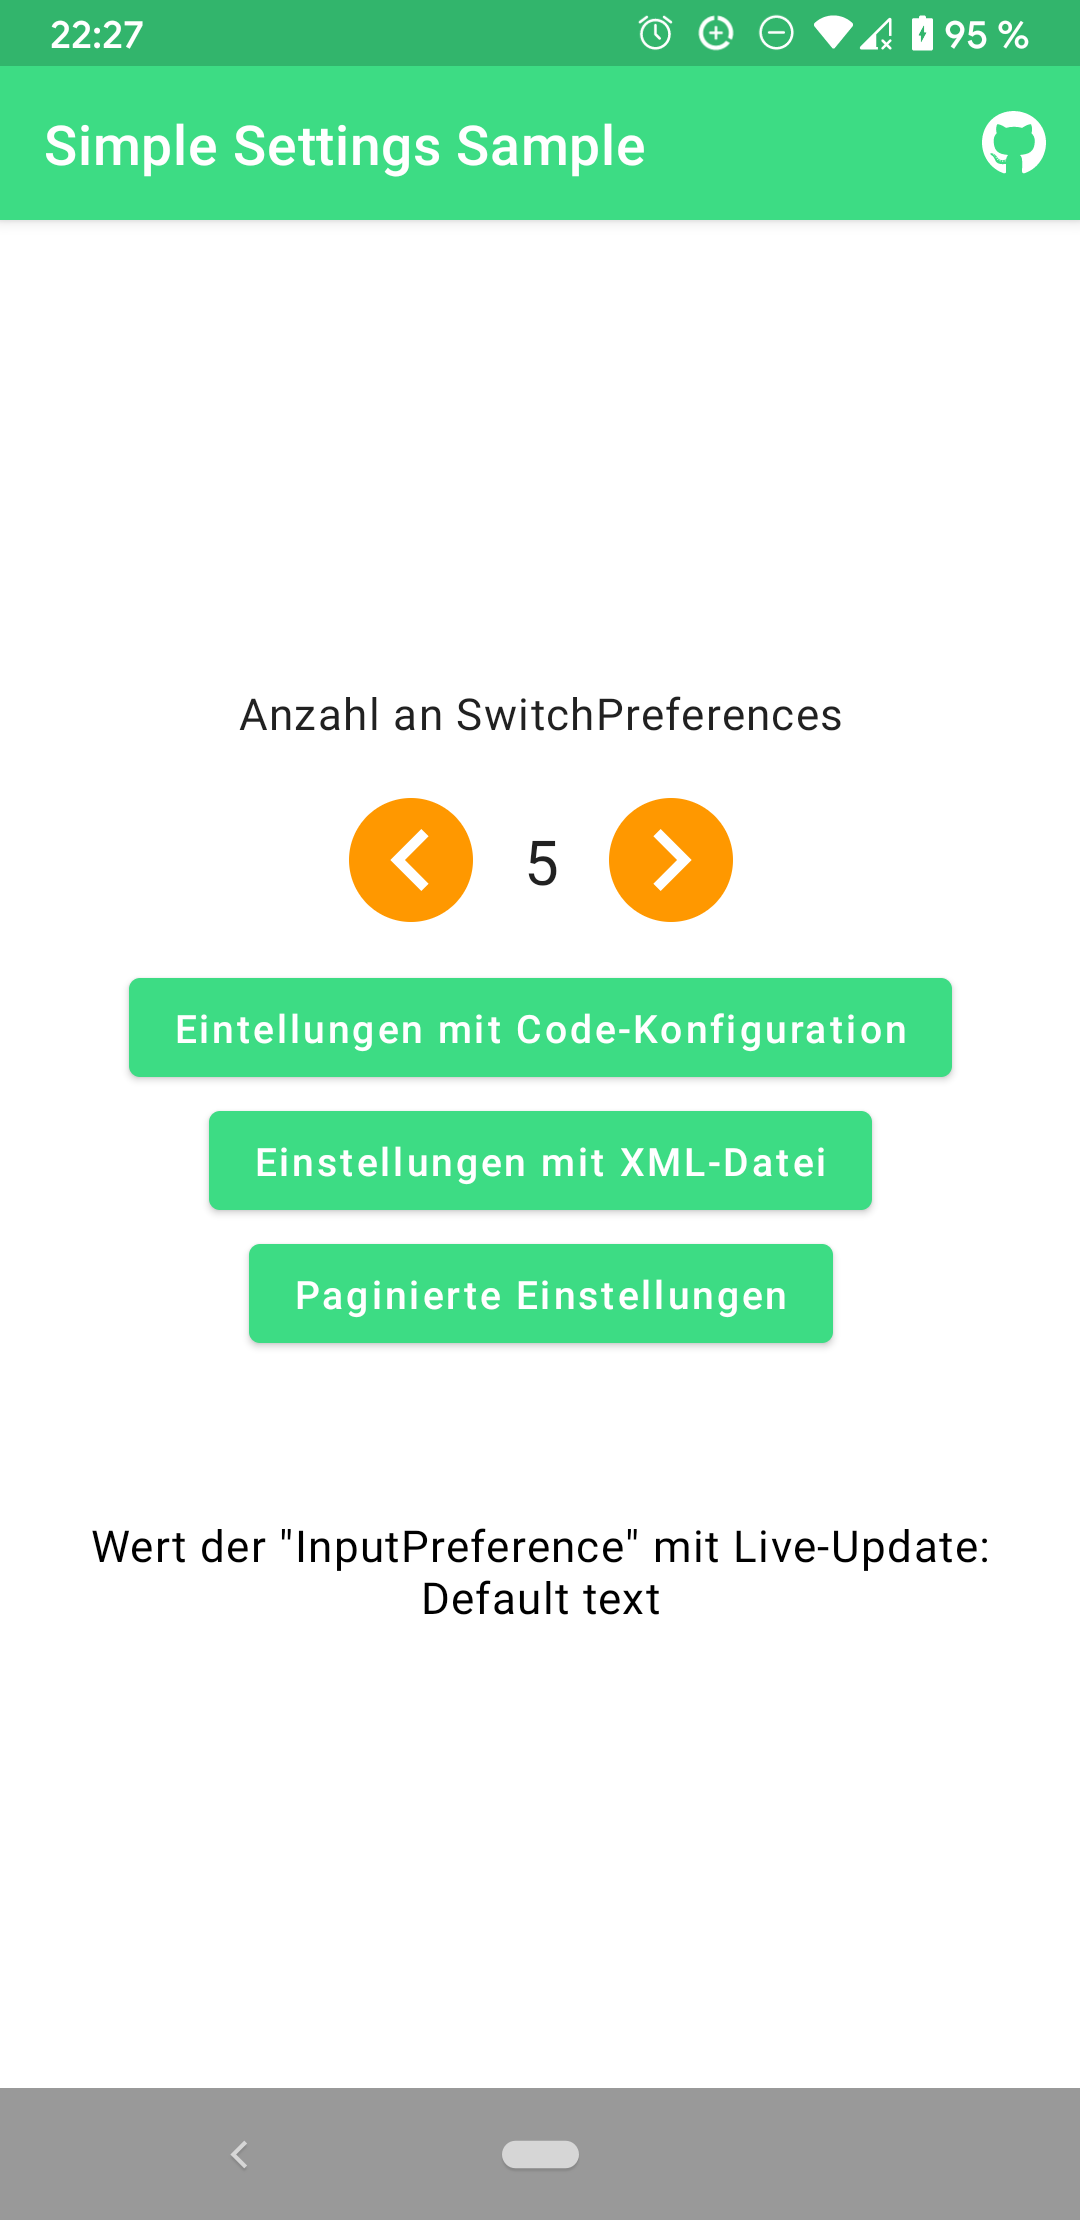 22:27 95 %
Simple Settings Sample
Anzahl an SwitchPreferences
5
Eintellungen mit Code-Konfiguration
Einstellungen mit XML-Datei
Paginierte Einstellungen
Wert der "InputPreference" mit Live-Update:
Default text